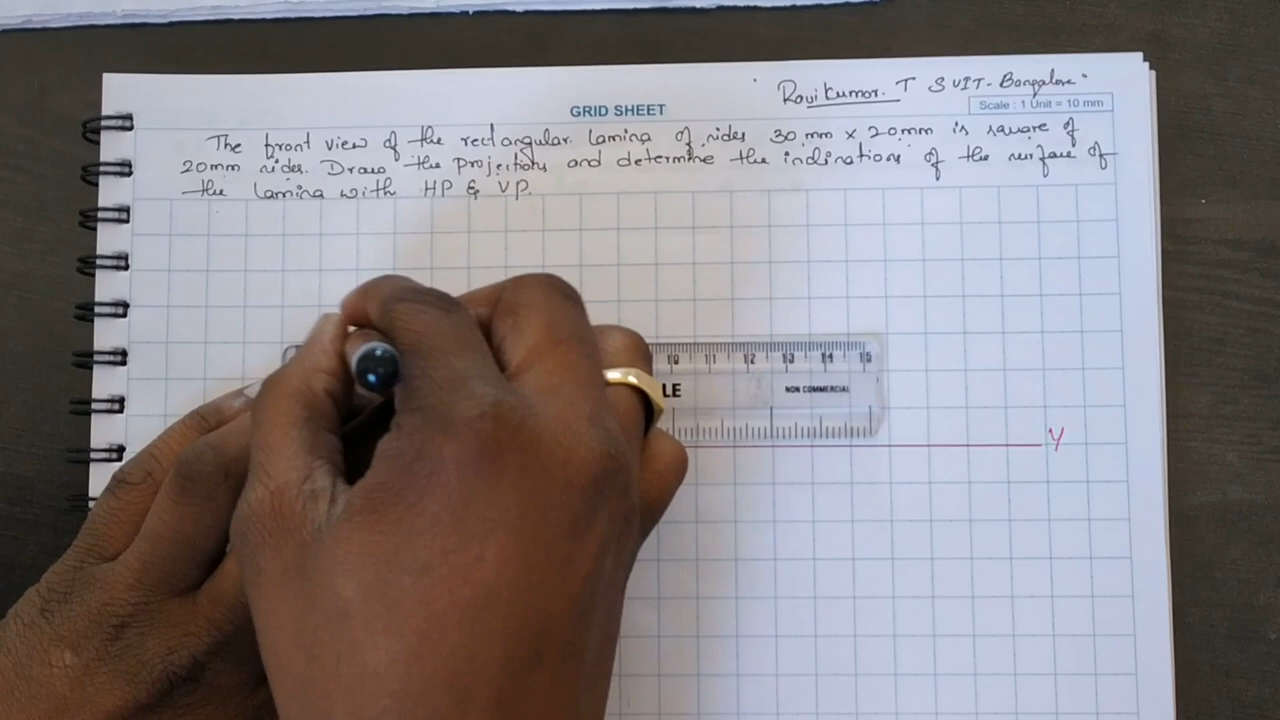 " Ravikumar. T SVIT-Bangalore"
GRID SHEET
Scale : 1 Unit = 10 mm
The front view of the rectangular lamina of sides 30 mm x 20mm is square of
20mm sides. Draw the projections and determine the inclinations of the surface of
the lamina with HP & VP.
10 11 12 13 14 15
LE
NON COMMERCIAL
Y